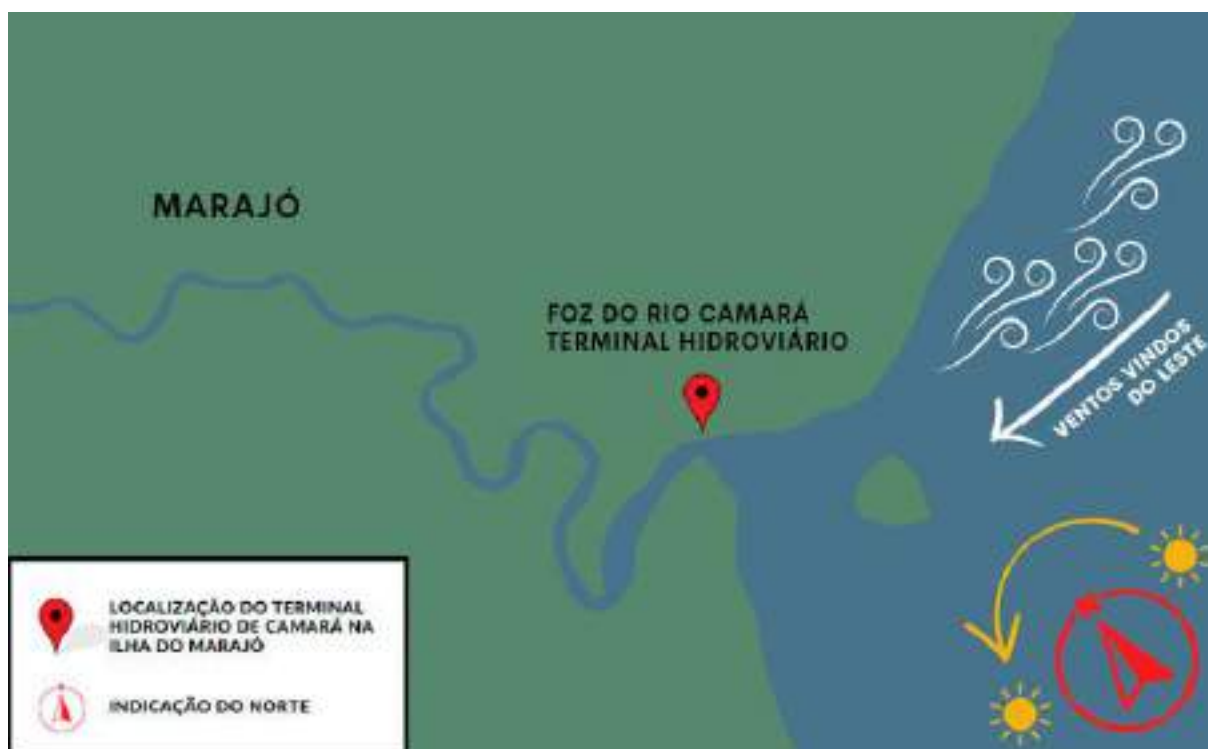 MARAJÓ
FOZ DO RIO CAMARÁ
TERMINAL HIDROVIÁRIO
VENTOS VINDOS
DO LESTE
LOCALIZAÇÃO DO TERMINAL
HIDROVIÁRIO DE CAMARÁ NA
ILHA DO MARAJÓ
INDICAÇÃO DO NORTE